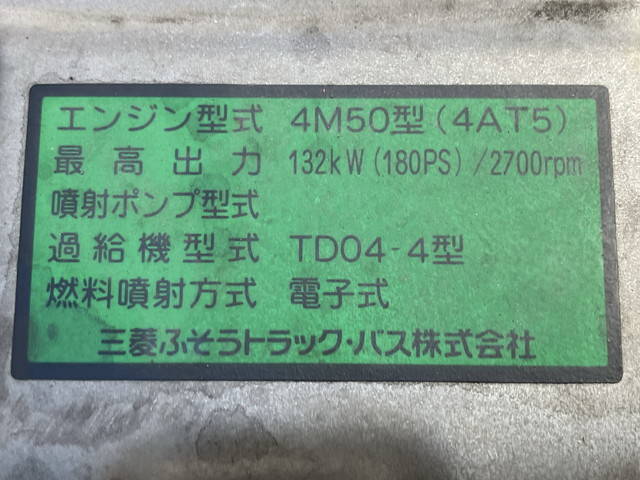 エンジン型式 4M50型(4AT5)
最高出力 132kW(180PS)/2700rpm
噴射ポンプ型式
過給機型式 TD04-4型
燃料噴射方式 電子式
三菱ふそうトラック・バス株式会社